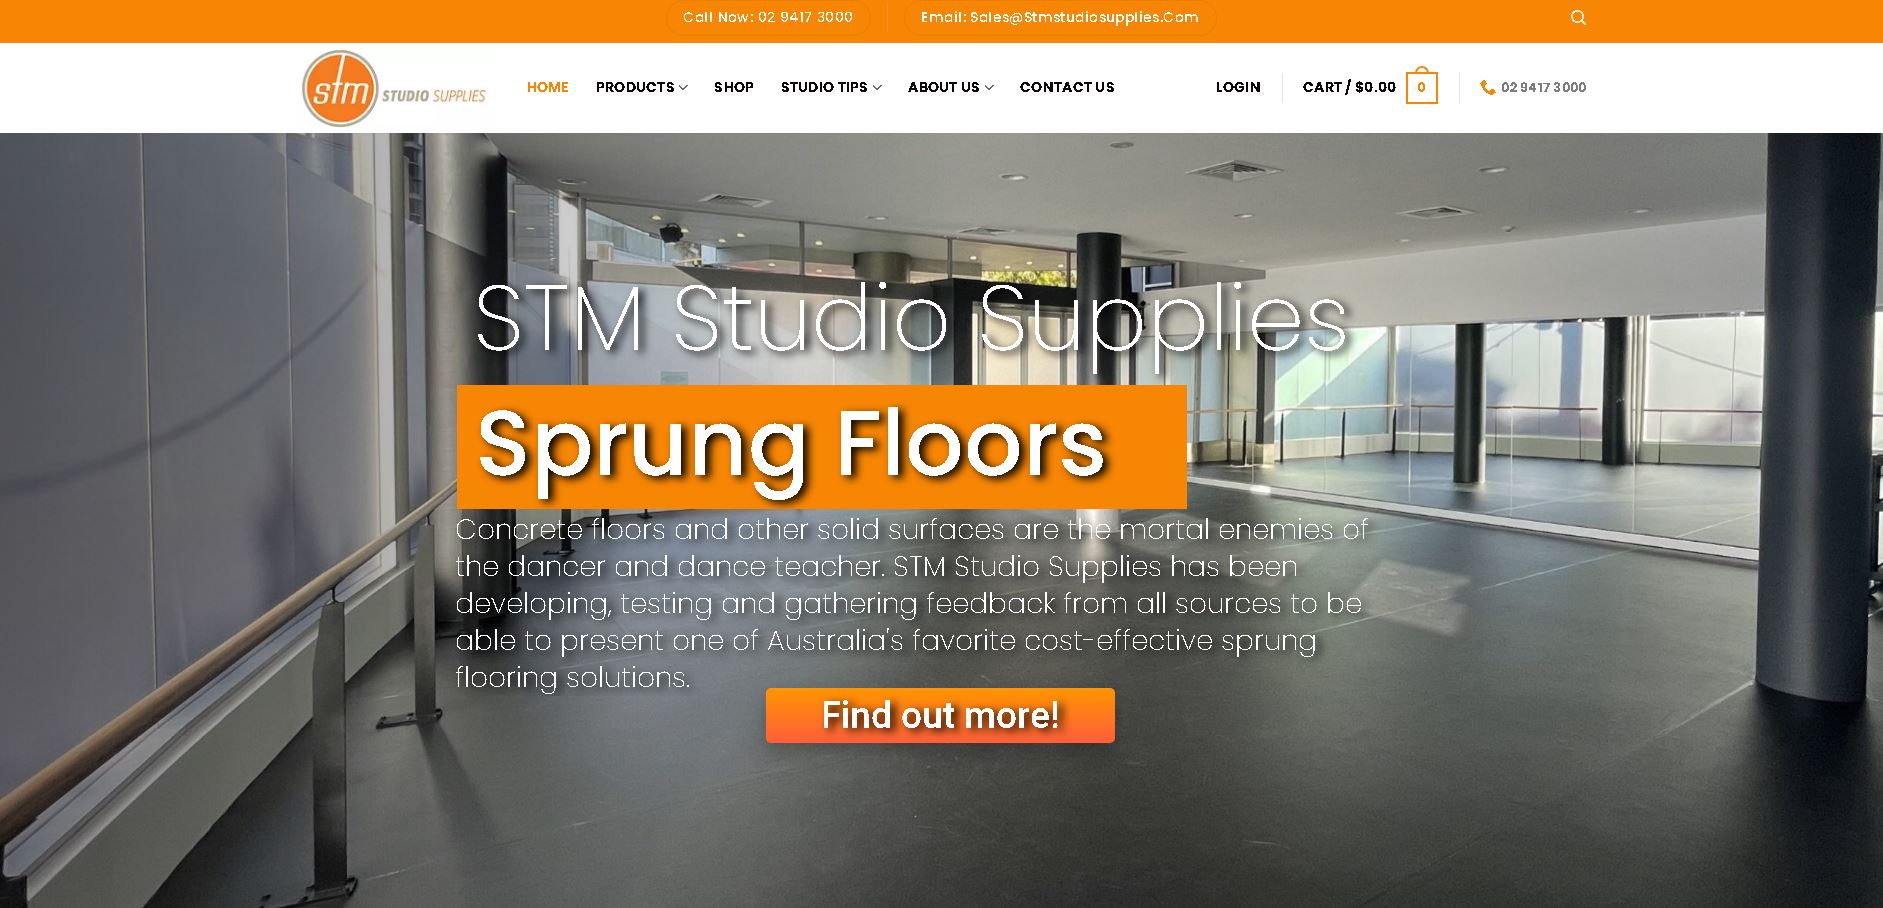 Call Now: 02 9417 3000
Email: Sales@Stmstudiosupplies.Com
stm STUDIO SUPPLIES
HOME
PRODUCTS
SHOP
STUDIO TIPS
ABOUT US
CONTACT US
LOGIN
CART / $0.00
0
02 9417 3000
STM Studio Supplies
Sprung Floors
Concrete floors and other solid surfaces are the mortal enemies of
the dancer and dance teacher. STM Studio Supplies has been
developing, testing and gathering feedback from all sources to be
able to present one of Australia's favorite cost-effective sprung
flooring solutions.
Find out more!